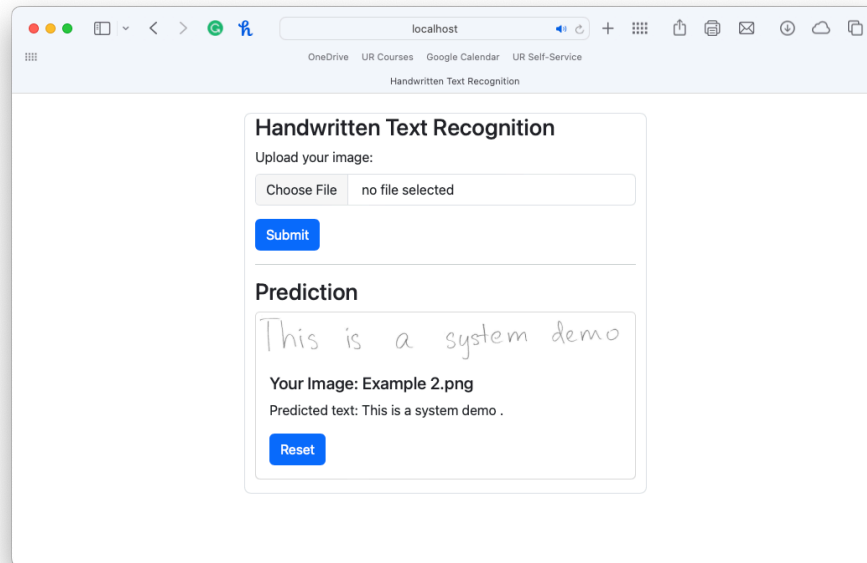 localhost
OneDrive UR Courses Google Calendar UR Self-Service
Handwritten Text Recognition
Handwritten Text Recognition
Upload your image:
Choose File no file selected
Submit
Prediction
This is a system demo
Your Image: Example 2.png
Predicted text: This is a system demo .
Reset